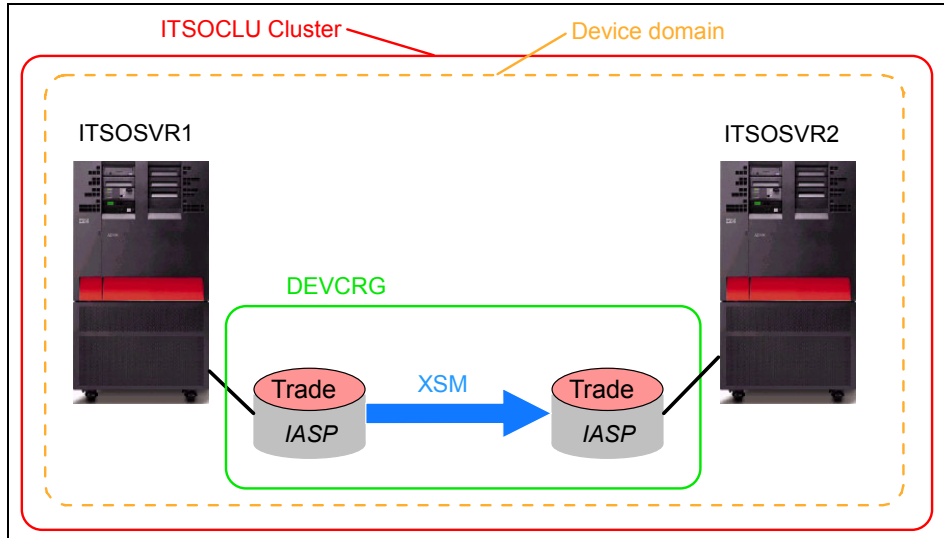 ITSOCLU Cluster
Device domain
ITSOSVR1
ITSOSVR2
DEVCRG
Trade
XSM
Trade
IASP
IASP